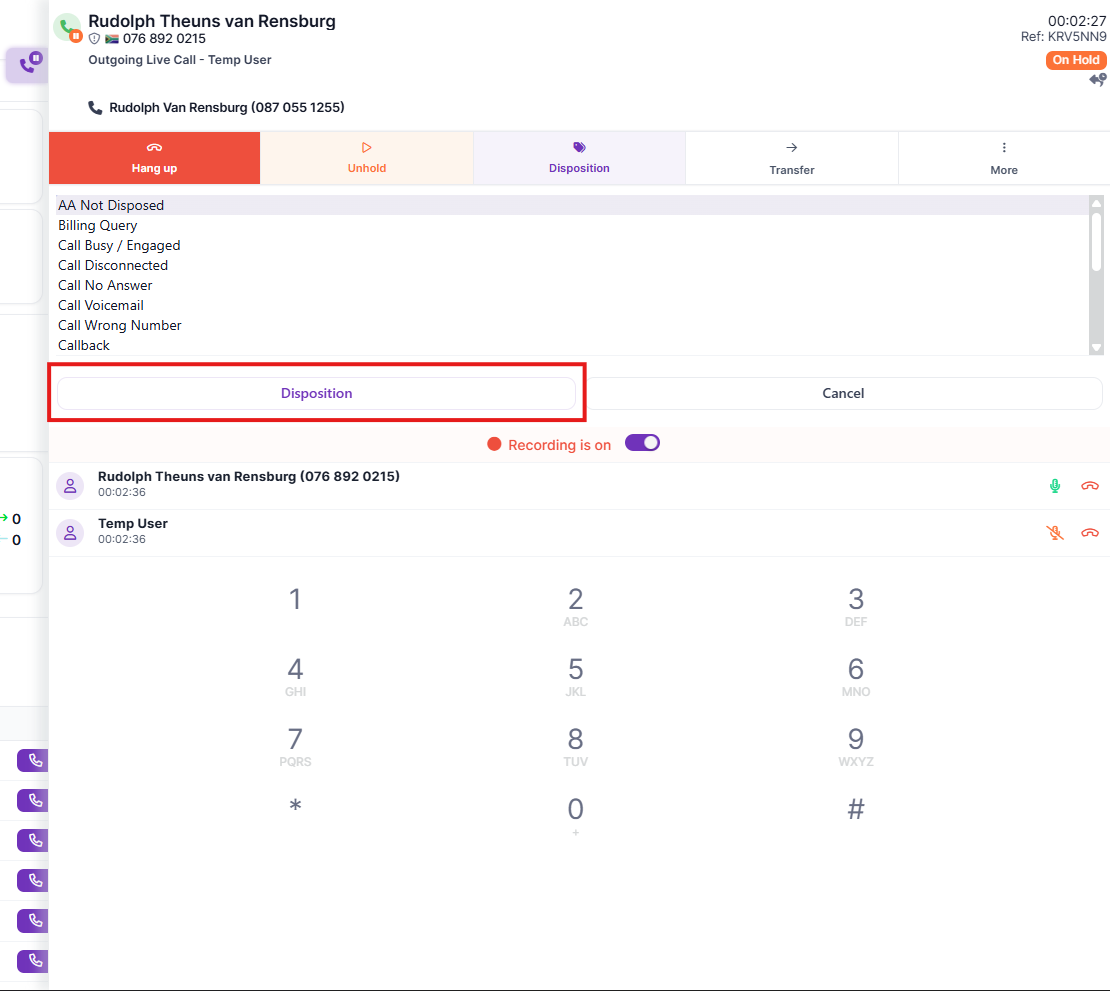 Rudolph Theuns van Rensburg
076 892 0215
Outgoing Live Call - Temp User
00:02:27
Ref: KRV5NN9
On Hold
Rudolph Van Rensburg (087 055 1255)
Hang up
Unhold
Disposition
Transfer
More
AA Not Disposed
Billing Query
Call Busy / Engaged
Call Disconnected
Call No Answer
Call Voicemail
Call Wrong Number
Callback
Disposition
Cancel
Recording is on
Rudolph Theuns van Rensburg (076 892 0215)
00:02:36
Temp User
00:02:36
0
0
1
2
ABC
3
DEF
4
GHI
5
JKL
6
MNO
7
PQRS
8
TUV
9
WXYZ
*
0
+
#